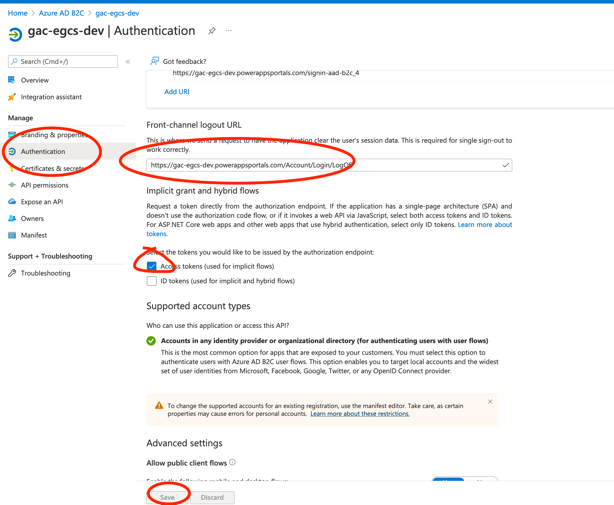 Home > Azure AD B2C > gac-egcs-dev
gac-egcs-dev | Authentication
Search (Cmd+/)
Overview
Integration assistant
Manage
Branding & properties
Authentication
Certificates & secrets
API permissions
Expose an API
Owners
Manifest
Support + Troubleshooting
Troubleshooting
Got feedback?
https://gac-egcs-dev.powerappsportals.com/signin-aad-b2c_4
Add URI
Front-channel logout URL
This is where we send a request to have the application clear the user's session data. This is required for single sign-out to
work correctly.
https://gac-egcs-dev.powerappsportals.com/Account/Login/LogOff
Implicit grant and hybrid flows
Request a token directly from the authorization endpoint. If the application has a single-page architecture (SPA) and
doesn't use the authorization code flow, or if it invokes a web API via JavaScript, select both access tokens and ID tokens.
For ASP.NET Core web apps and other web apps that use hybrid authentication, select only ID tokens. Learn more about
tokens.
Select the tokens you would like to be issued by the authorization endpoint:
Access tokens (used for implicit flows)
ID tokens (used for implicit and hybrid flows)
Supported account types
Who can use this application or access this API?
Accounts in any identity provider or organizational directory (for authenticating users with user flows)
This is the most common option for apps that are exposed to your customers. You must select this option to
authenticate users with Azure AD B2C user flows. This option enables you to target local accounts and the widest
set of user identities from Microsoft, Facebook, Google, Twitter, or any OpenID Connect provider.
To change the supported accounts for an existing registration, use the manifest editor. Take care, as certain
properties may cause errors for personal accounts. Learn more about these restrictions.
Advanced settings
Allow public client flows
Enable the following mobile and desktop flows:
Save Discard